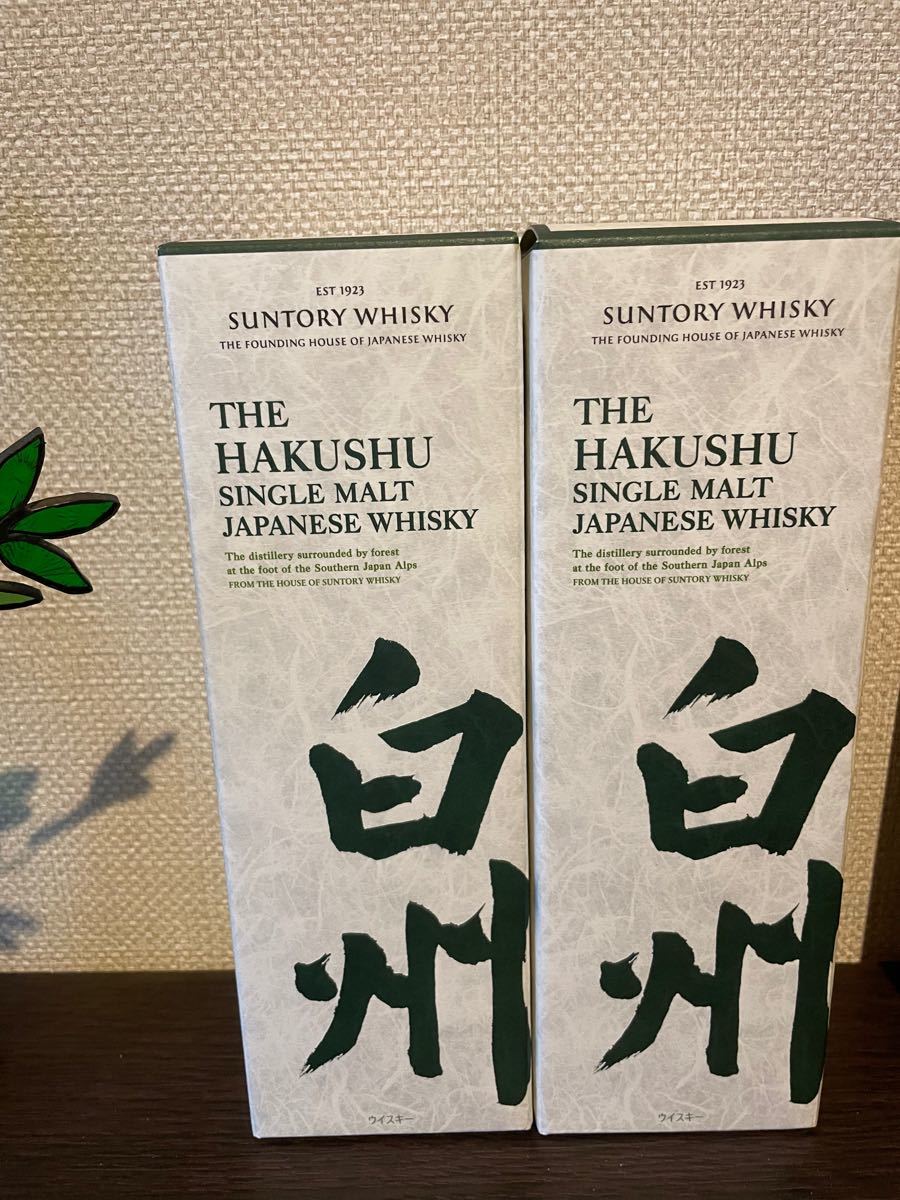 EST 1923
SUNTORY WHISKY
THE FOUNDING HOUSE OF JAPANESE WHISKY
THE
HAKUSHU
SINGLE MALT
JAPANESE WHISKY
The distillery surrounded by forest
at the foot of the Southern Japan Alps
FROM THE HOUSE OF SUNTORY WHISKY
白
州
ウイスキー
EST 1923
SUNTORY WHISKY
THE FOUNDING HOUSE OF JAPANESE WHISKY
THE
HAKUSHU
SINGLE MALT
JAPANESE WHISKY
The distillery surrounded by forest
at the foot of the Southern Japan Alps
FROM THE HOUSE OF SUNTORY WHISKY
白
州
ウイスキー